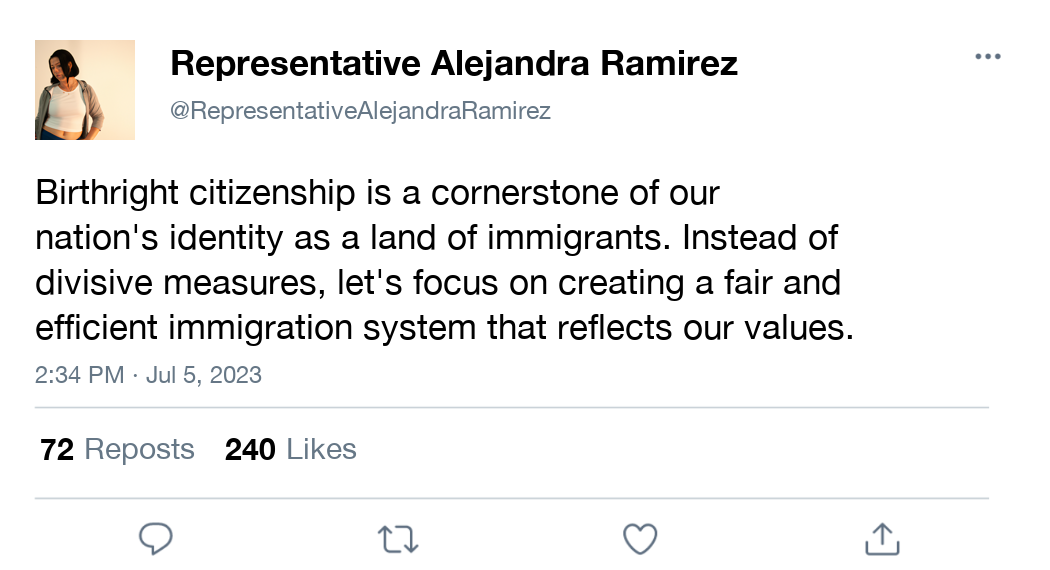 Representative Alejandra Ramirez
@RepresentativeAlejandraRamirez
Birthright citizenship is a cornerstone of our
nation's identity as a land of immigrants. Instead of
divisive measures, let's focus on creating a fair and
efficient immigration system that reflects our values.
2:34 PM · Jul 5, 2023
72 Reposts 240 Likes